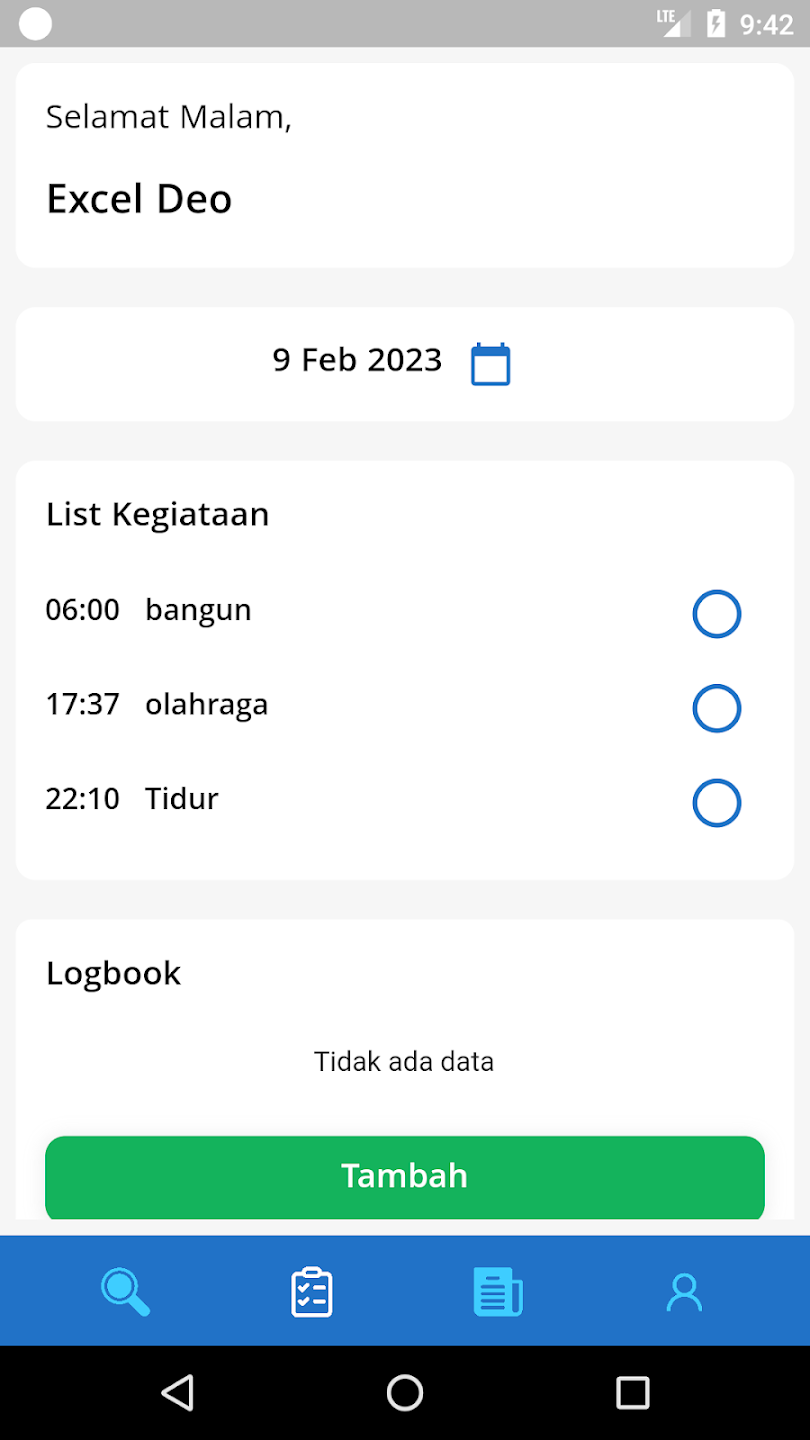 LTE 9:42
Selamat Malam,
Excel Deo
9 Feb 2023
List Kegiataan
06:00 bangun
17:37 olahraga
22:10 Tidur
Logbook
Tidak ada data
Tambah